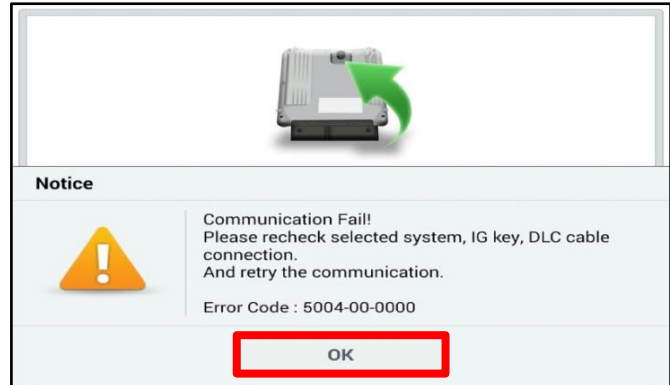 Notice
Communication Fail!
Please recheck selected system, IG key, DLC cable
connection.
And retry the communication.
Error Code : 5004-00-0000
OK